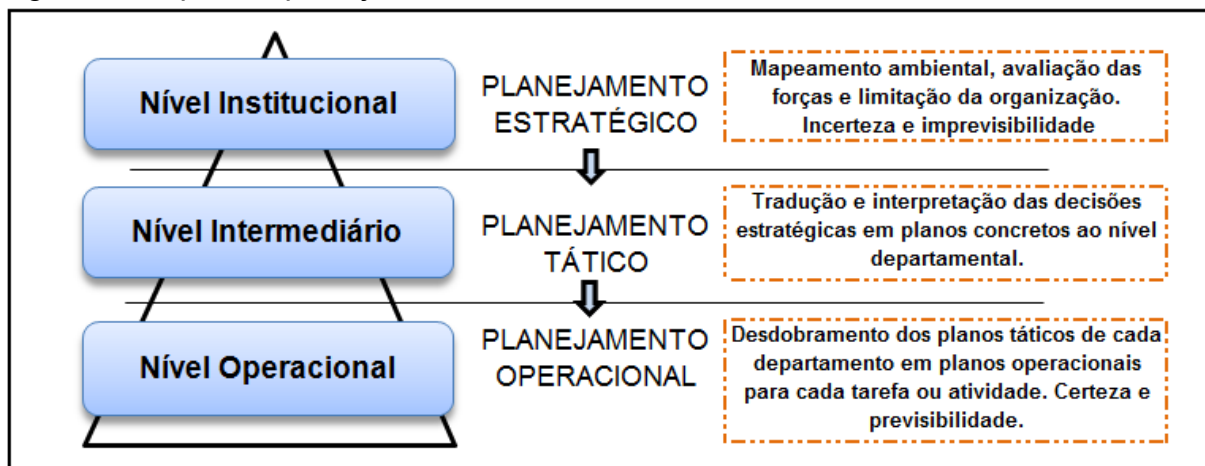 Nível Institucional
PLANEJAMENTO
ESTRATÉGICO
Mapeamento ambiental, avaliação das
forças e limitação da organização.
Incerteza e imprevisibilidade
Nível Intermediário
PLANEJAMENTO
TÁTICO
Tradução e interpretação das decisões
estratégicas em planos concretos ao nível
departamental.
Nível Operacional
PLANEJAMENTO
OPERACIONAL
Desdobramento dos planos táticos de cada
departamento em planos operacionais
para cada tarefa ou atividade. Certeza e
previsibilidade.